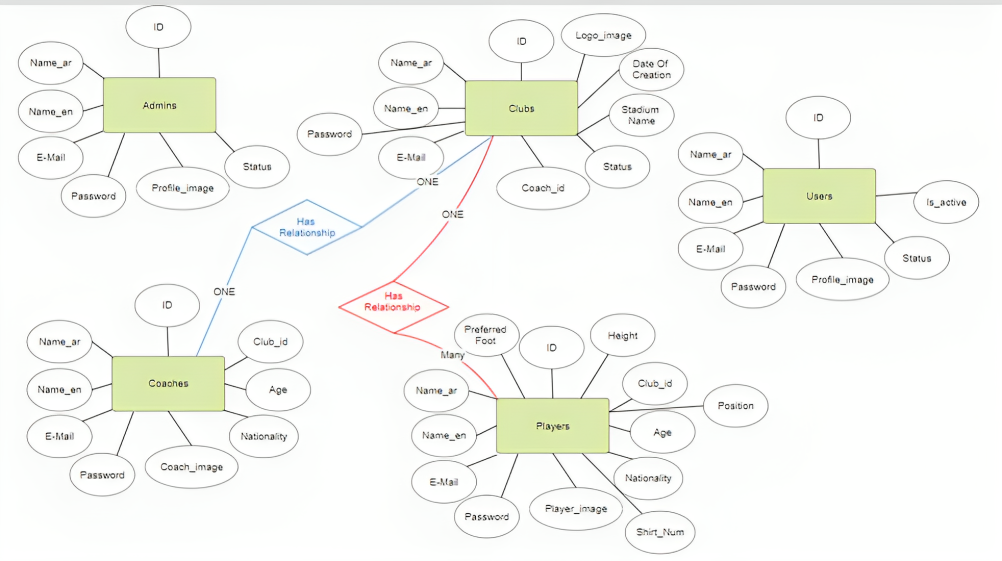 ID
Name_ar
Name_en
E-Mail
Password
Profile_image
Status
Admins
ID
Logo_image
Date Of
Creation
Stadium
Name
Status
Coach_id
E-Mail
Password
Name_en
Name_ar
Clubs
ID
Name_ar
Name_en
E-Mail
Password
Profile_image
Status
Is_active
Users
ONE
Has
Relationship
ONE
ONE
Has
Relationship
Many
ID
Name_ar
Name_en
E-Mail
Password
Coach_image
Nationality
Age
Club_id
Coaches
Preferred
Foot
ID
Height
Club_id
Position
Age
Nationality
Shirt_Num
Player_image
Password
E-Mail
Name_en
Name_ar
Players